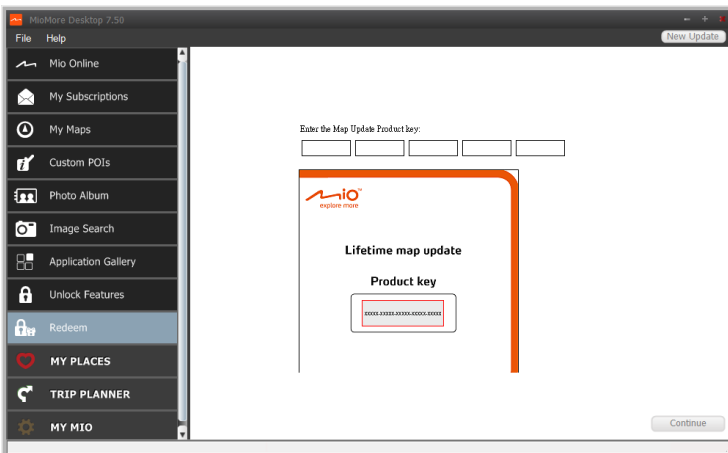 MioMore Desktop 7.50
File Help
New Update
Mio Online
My Subscriptions
My Maps
Custom POIs
Photo Album
Image Search
Application Gallery
Unlock Features
Redeem
MY PLACES
TRIP PLANNER
MY MIO
Enter the Map Update Product key:
Mio™
explore more
Lifetime map update
Product key
xxxxx-xxxxx-xxxxx-xxxxx-xxxxx
Continue